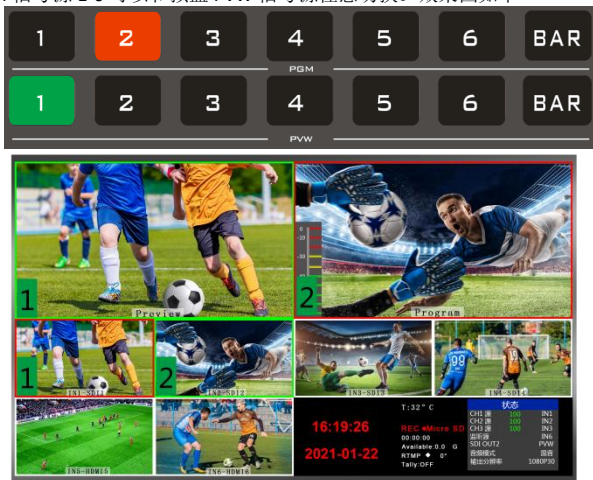 1 2 3 4 5 6 BAR
PGM
1 2 3 4 5 6 BAR
PVW
1
Preview
2
Program
1
IN1-SDI1
2
IN2-SDI2
IN3-SDI3
IN4-SDI4
IN5-HDMI5
IN6-HDMI6
16:19:26
2021-01-22
T:32° C
REC ◄Micro SD
00:00:00
Available:0.0 G
RTMP ◆ 0"
Tally:OFF
状态
CH1 源 100 IN1
CH2 源 100 IN2
CH3 源 100 IN3
监听源 IN6
SDI OUT2 PVW
音频模式 混音
输出分辨率 1080P30